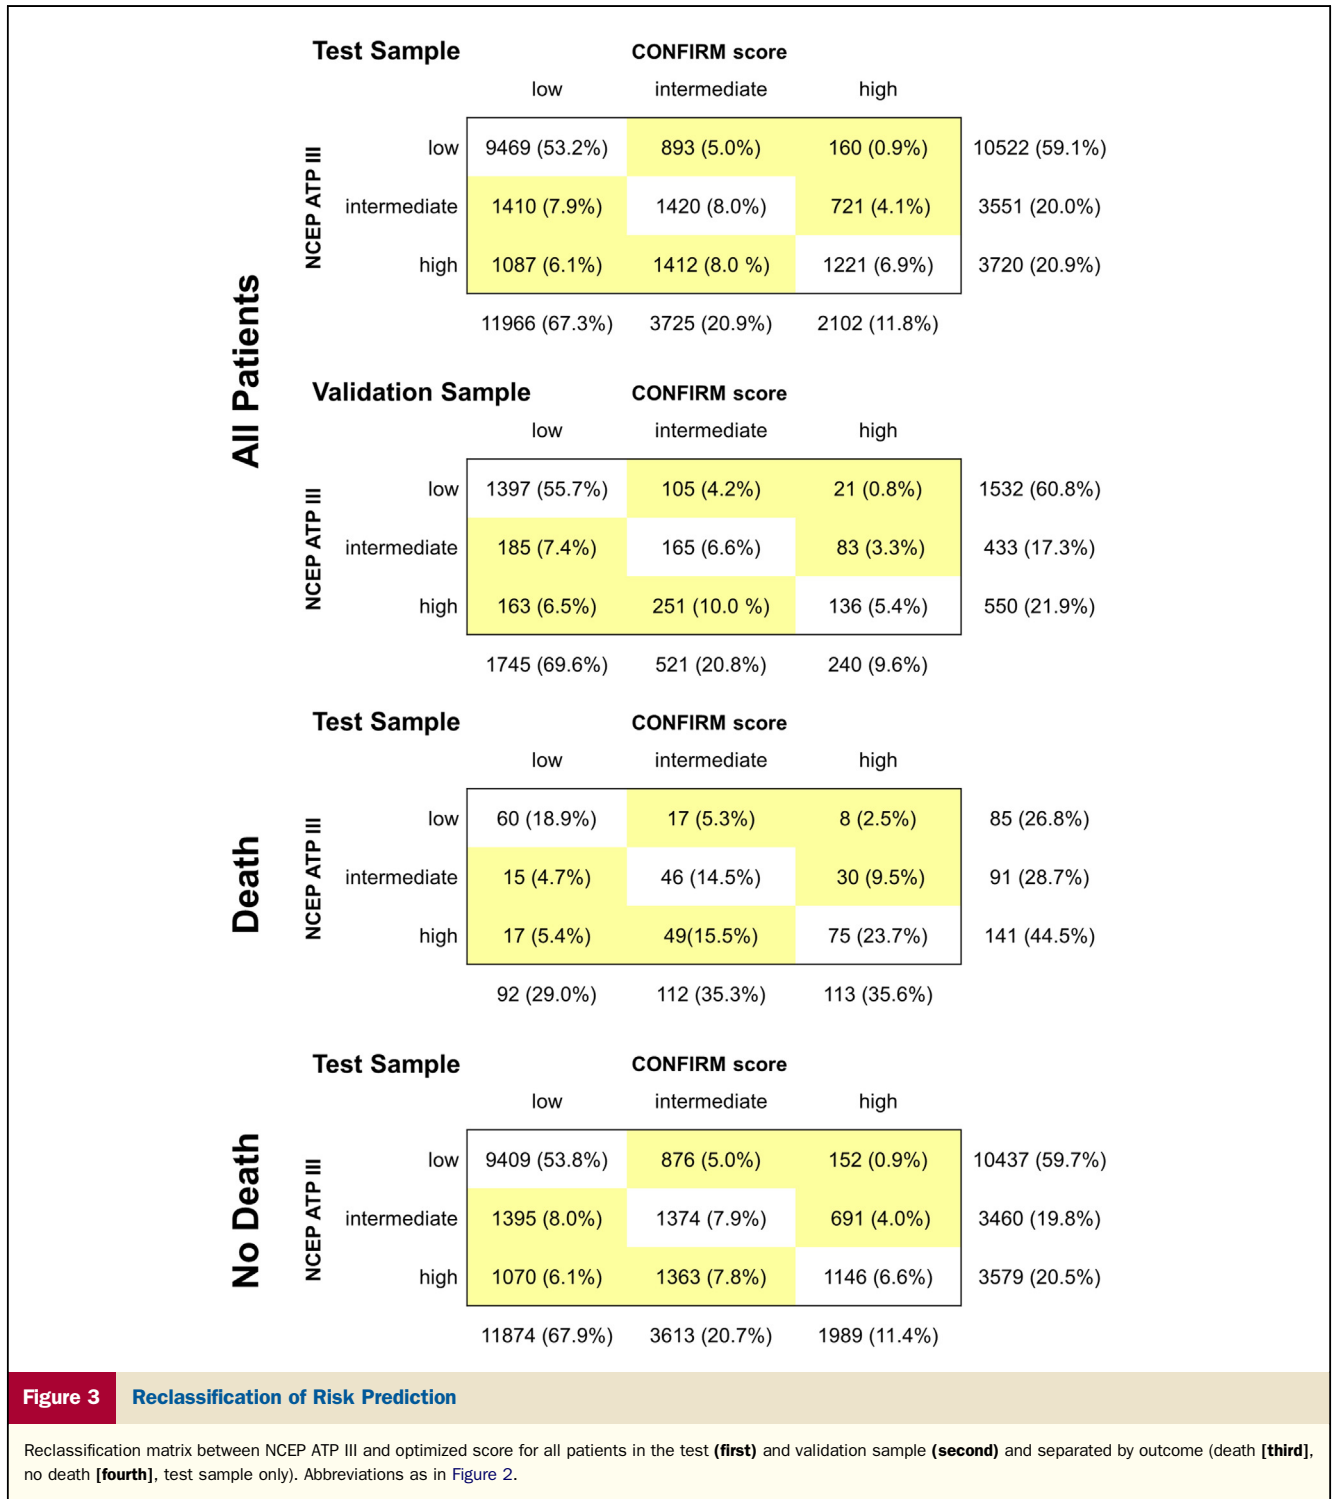 Test Sample CONFIRM score
low intermediate high
All Patients
NCEP ATP III
low 9469 (53.2%) 893 (5.0%) 160 (0.9%) 10522 (59.1%)
intermediate 1410 (7.9%) 1420 (8.0%) 721 (4.1%) 3551 (20.0%)
high 1087 (6.1%) 1412 (8.0 %) 1221 (6.9%) 3720 (20.9%)
11966 (67.3%) 3725 (20.9%) 2102 (11.8%)
Validation Sample CONFIRM score
low intermediate high
NCEP ATP III
low 1397 (55.7%) 105 (4.2%) 21 (0.8%) 1532 (60.8%)
intermediate 185 (7.4%) 165 (6.6%) 83 (3.3%) 433 (17.3%)
high 163 (6.5%) 251 (10.0 %) 136 (5.4%) 550 (21.9%)
1745 (69.6%) 521 (20.8%) 240 (9.6%)
Test Sample CONFIRM score
low intermediate high
Death
NCEP ATP III
low 60 (18.9%) 17 (5.3%) 8 (2.5%) 85 (26.8%)
intermediate 15 (4.7%) 46 (14.5%) 30 (9.5%) 91 (28.7%)
high 17 (5.4%) 49(15.5%) 75 (23.7%) 141 (44.5%)
92 (29.0%) 112 (35.3%) 113 (35.6%)
Test Sample CONFIRM score
low intermediate high
No Death
NCEP ATP III
low 9409 (53.8%) 876 (5.0%) 152 (0.9%) 10437 (59.7%)
intermediate 1395 (8.0%) 1374 (7.9%) 691 (4.0%) 3460 (19.8%)
high 1070 (6.1%) 1363 (7.8%) 1146 (6.6%) 3579 (20.5%)
11874 (67.9%) 3613 (20.7%) 1989 (11.4%)
Figure 3 Reclassification of Risk Prediction
Reclassification matrix between NCEP ATP III and optimized score for all patients in the test (first) and validation sample (second) and separated by outcome (death [third],
no death [fourth], test sample only). Abbreviations as in Figure 2.